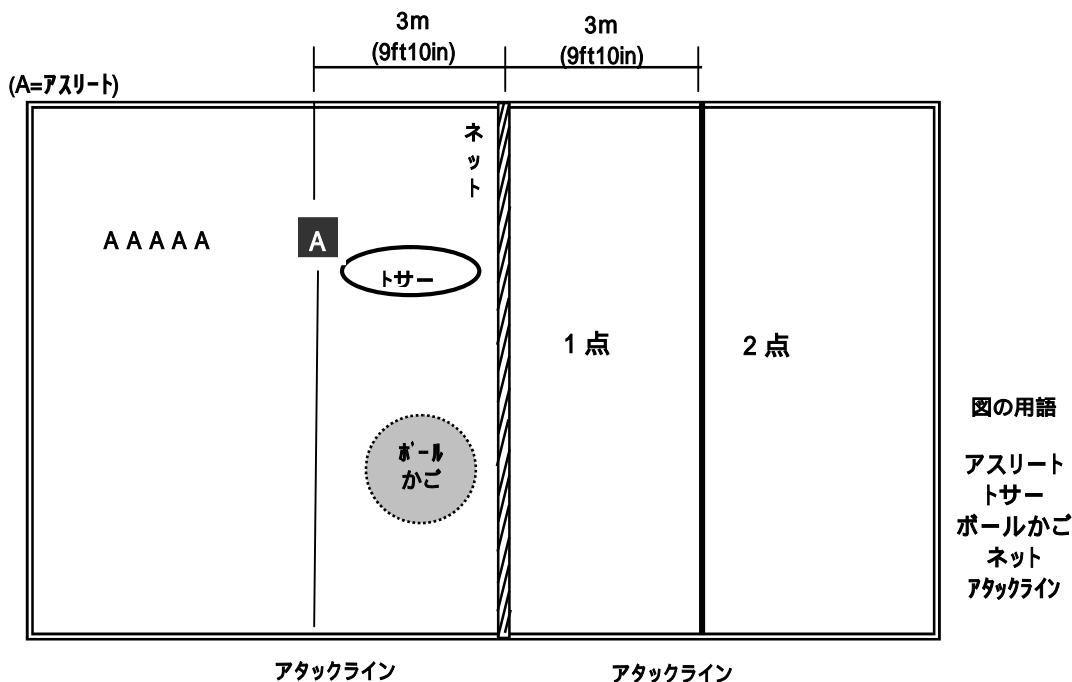 3m
(9ft10in)
3m
(9ft10in)
(A=アスリート)
ネット
A A A A A
A
トサー
1 点
2 点
ボール
かご
図の用語
アスリート
トサー
ボールかご
ネット
アタックライン
アタックライン
アタックライン